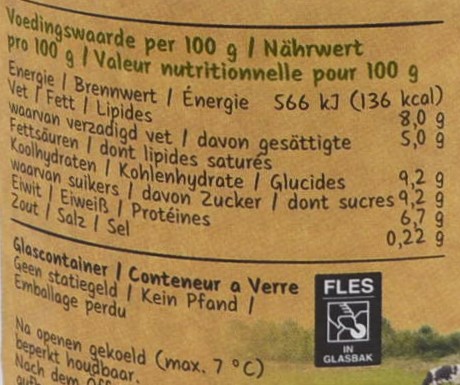 Voedingswaarde per 100 g / Nährwert
pro 100 g / Valeur nutritionnelle pour 100 g
Energie / Brennwert / Énergie 566 kJ (136 kcal)
Vet / Fett / Lipides 8,0 g
waarvan verzadigd vet / davon gesättigte 5,0 g
Fettsäuren / dont lipides saturés
Koolhydraten / Kohlenhydrate / Glucides 9,2 g
waarvan suikers / davon Zucker / dont sucres 9,2 g
Eiwit / Eiweiß / Protéines 6,7 g
Zout / Salz / Sel 0,22 g
Glascontainer / Conteneur a Verre
Geen statiegeld / Kein Pfand /
Emballage perdu
FLES
IN
GLASBAK
Na openen gekoeld (max. 7 °C)
beperkt houdbaar.
Nach dem